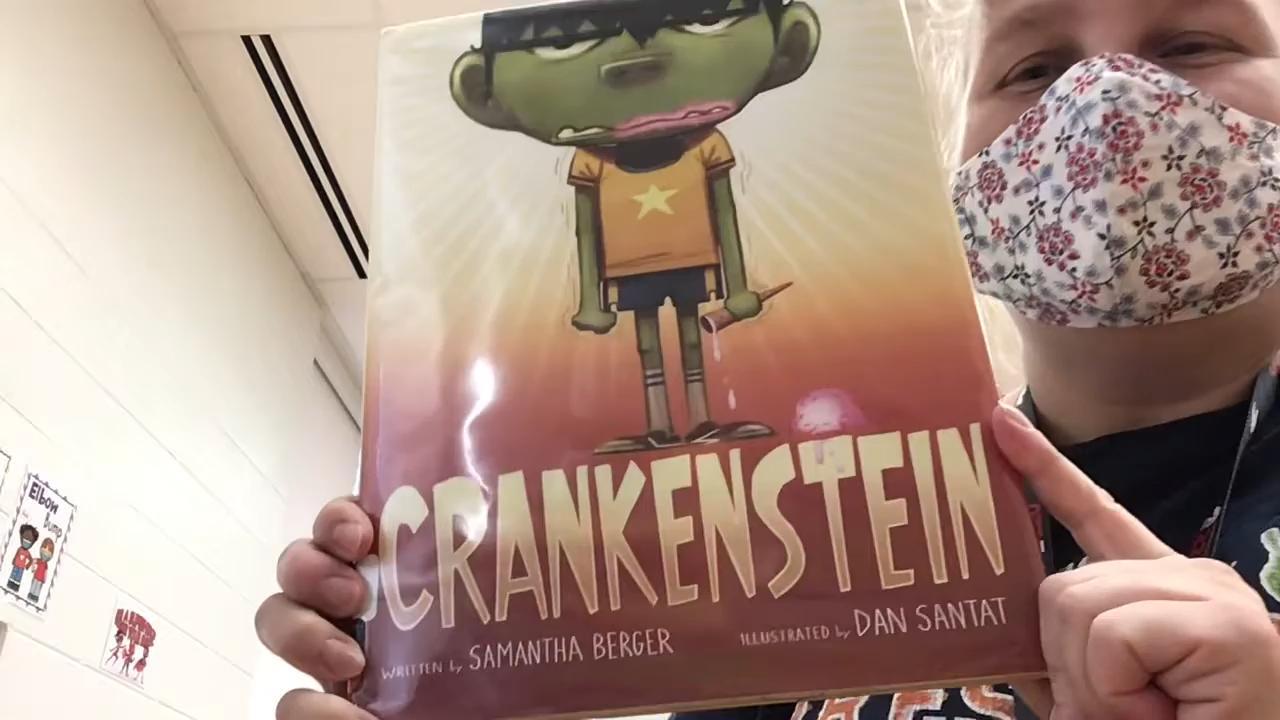 CRANKENSTEIN
WRITTEN by SAMANTHA BERGER
ILLUSTRATED by DAN SANTAT
Elbow
Bump